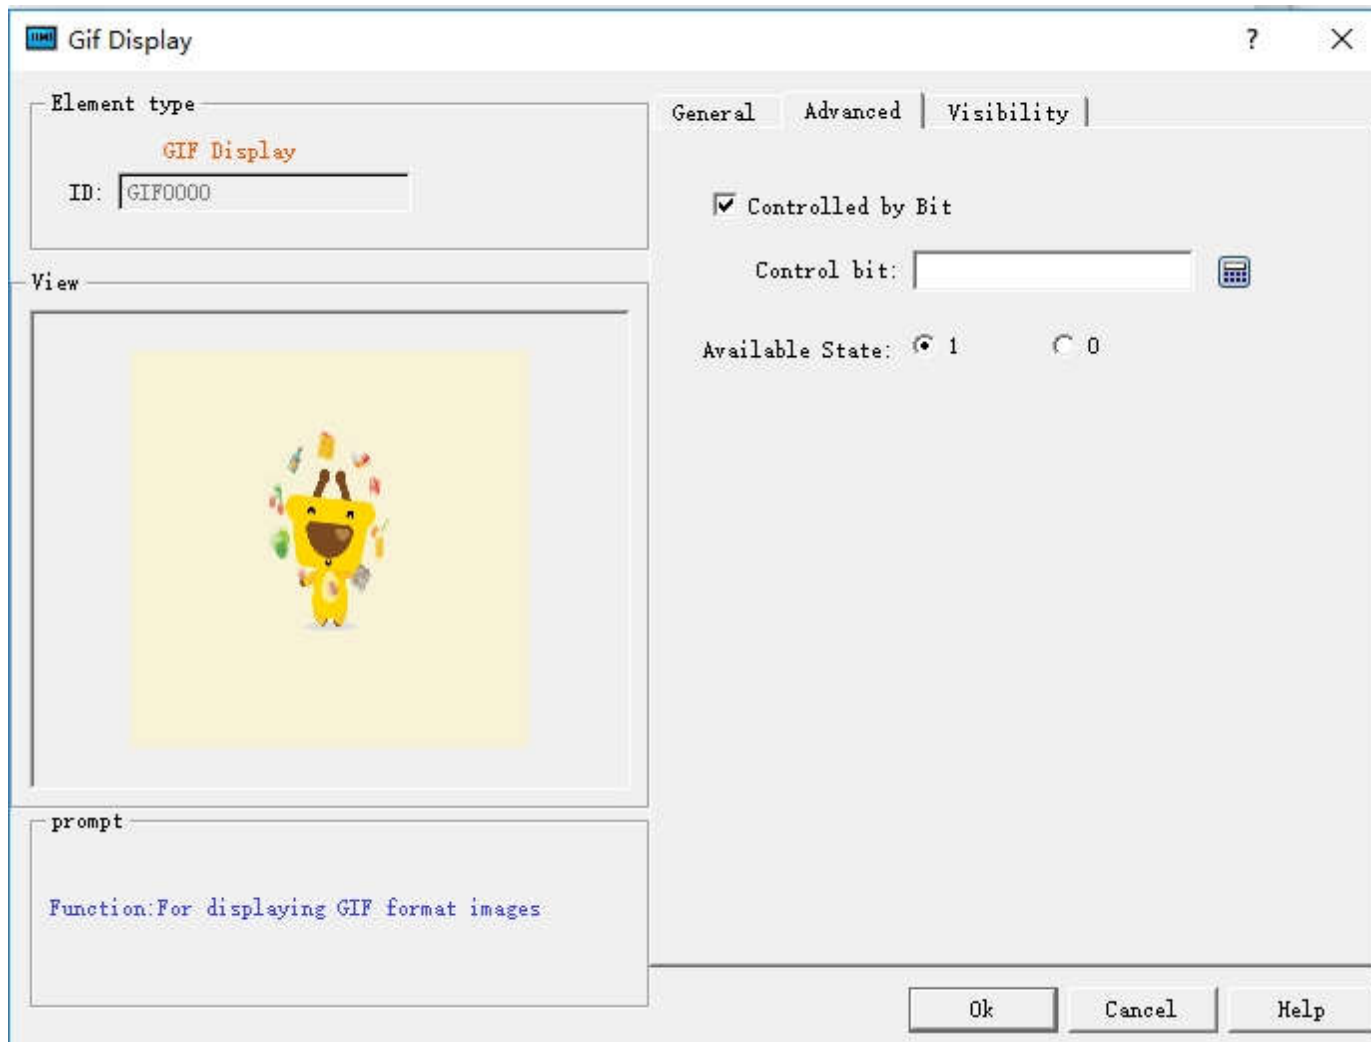 Gif Display
?
Element type
GIF Display
ID: GIF0000
View
prompt
Function:For displaying GIF format images
General Advanced Visibility
Controlled by Bit
Control bit:
Available State: 1 0
Ok Cancel Help